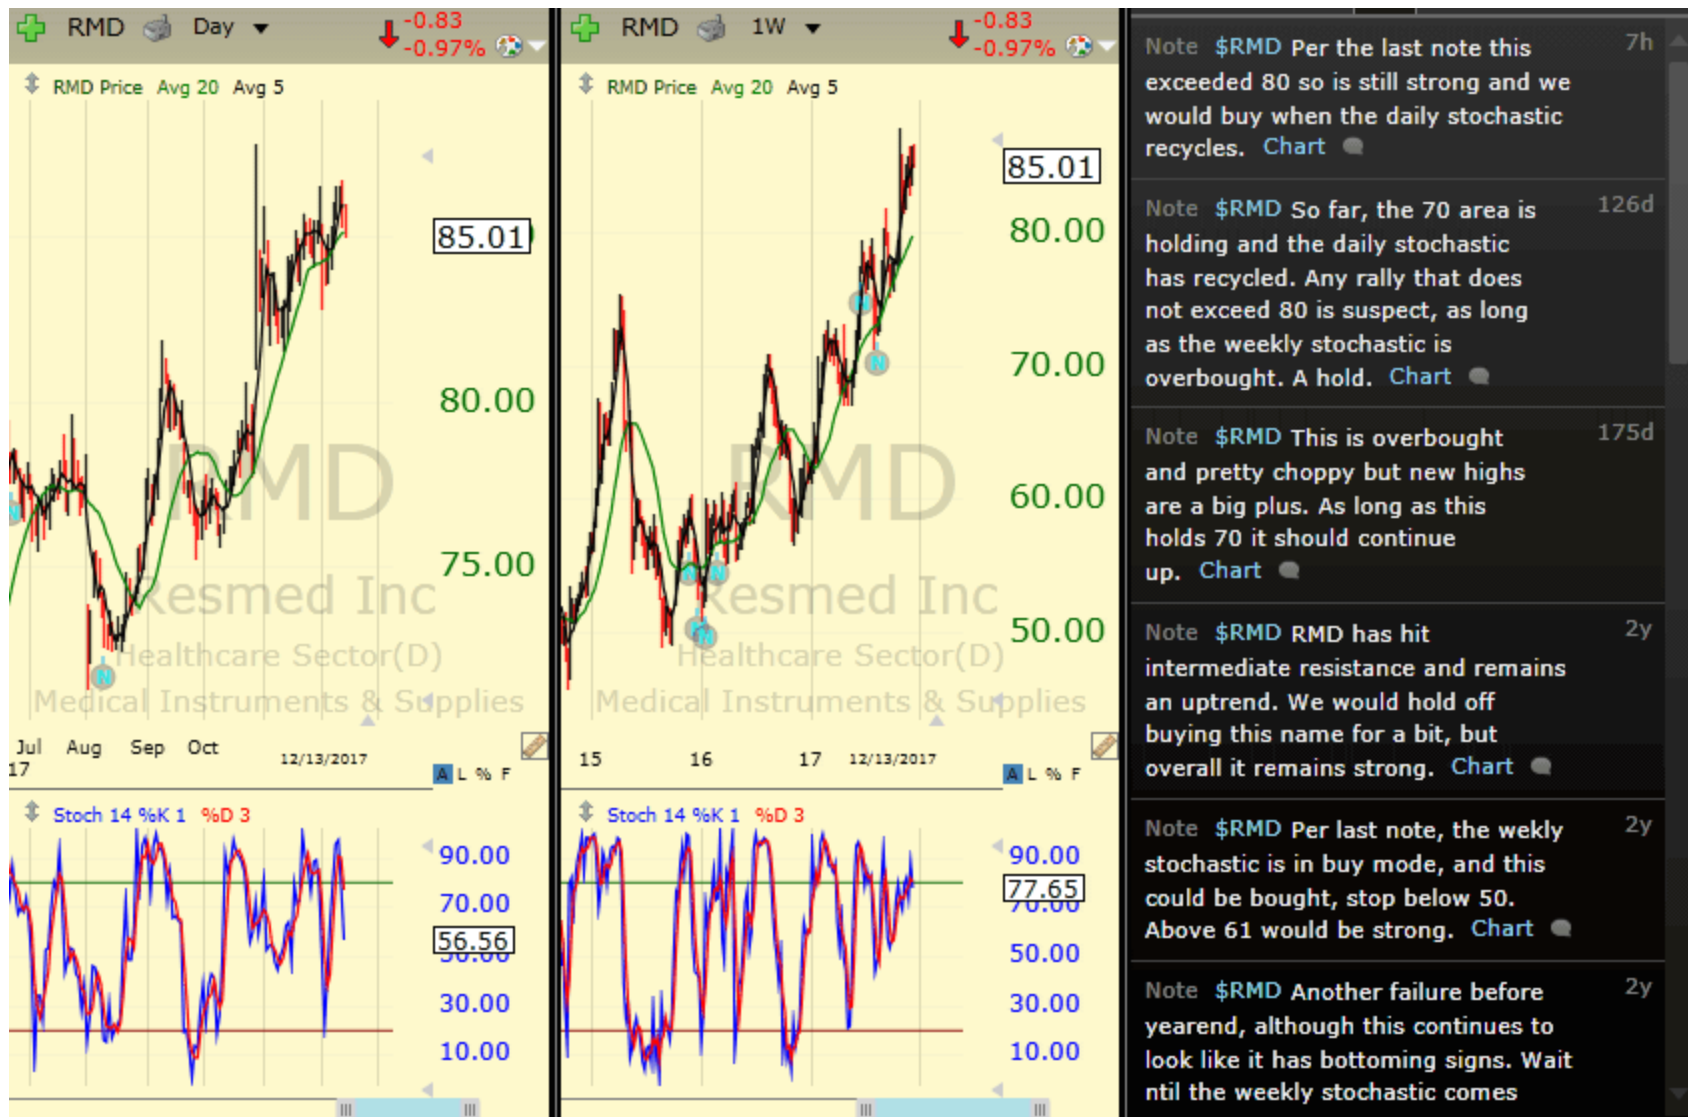 RMD Day -0.83
-0.97%
RMD Price Avg 20 Avg 5
85.01
80.00
75.00
RMD
Resmed Inc
Healthcare Sector(D)
Medical Instruments & Supplies
Jul Aug Sep Oct
17 12/13/2017
A L % F
Stoch 14 %K 1 %D 3
90.00
70.00
56.56
50.00
30.00
10.00
RMD 1W -0.83
-0.97%
RMD Price Avg 20 Avg 5
85.01
80.00
70.00
60.00
50.00
N
N
N
N
N
N
N
N
RMD
Resmed Inc
Healthcare Sector(D)
Medical Instruments & Supplies
15 16 17 12/13/2017
A L % F
Stoch 14 %K 1 %D 3
90.00
77.65
70.00
50.00
30.00
10.00
Note $RMD Per the last note this 7h
exceeded 80 so is still strong and we
would buy when the daily stochastic
recycles. Chart
Note $RMD So far, the 70 area is 126d
holding and the daily stochastic
has recycled. Any rally that does
not exceed 80 is suspect, as long
as the weekly stochastic is
overbought. A hold. Chart
Note $RMD This is overbought 175d
and pretty choppy but new highs
are a big plus. As long as this
holds 70 it should continue
up. Chart
Note $RMD RMD has hit 2y
intermediate resistance and remains
an uptrend. We would hold off
buying this name for a bit, but
overall it remains strong. Chart
Note $RMD Per last note, the wekly 2y
stochastic is in buy mode, and this
could be bought, stop below 50.
Above 61 would be strong. Chart
Note $RMD Another failure before 2y
yearend, although this continues to
look like it has bottoming signs. Wait
ntil the weekly stochastic comes